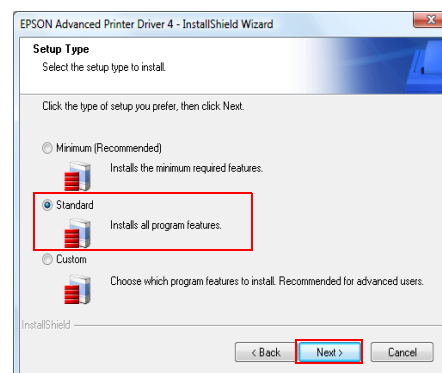 EPSON Advanced Printer Driver 4 - InstallShield Wizard
Setup Type
Select the setup type to install.
Click the type of setup you prefer, then click Next.
Minimum (Recommended)
Installs the minimum required features.
Standard
Installs all program features.
Custom
Choose which program features to install. Recommended for advanced users.
InstallShield
< Back Next > Cancel